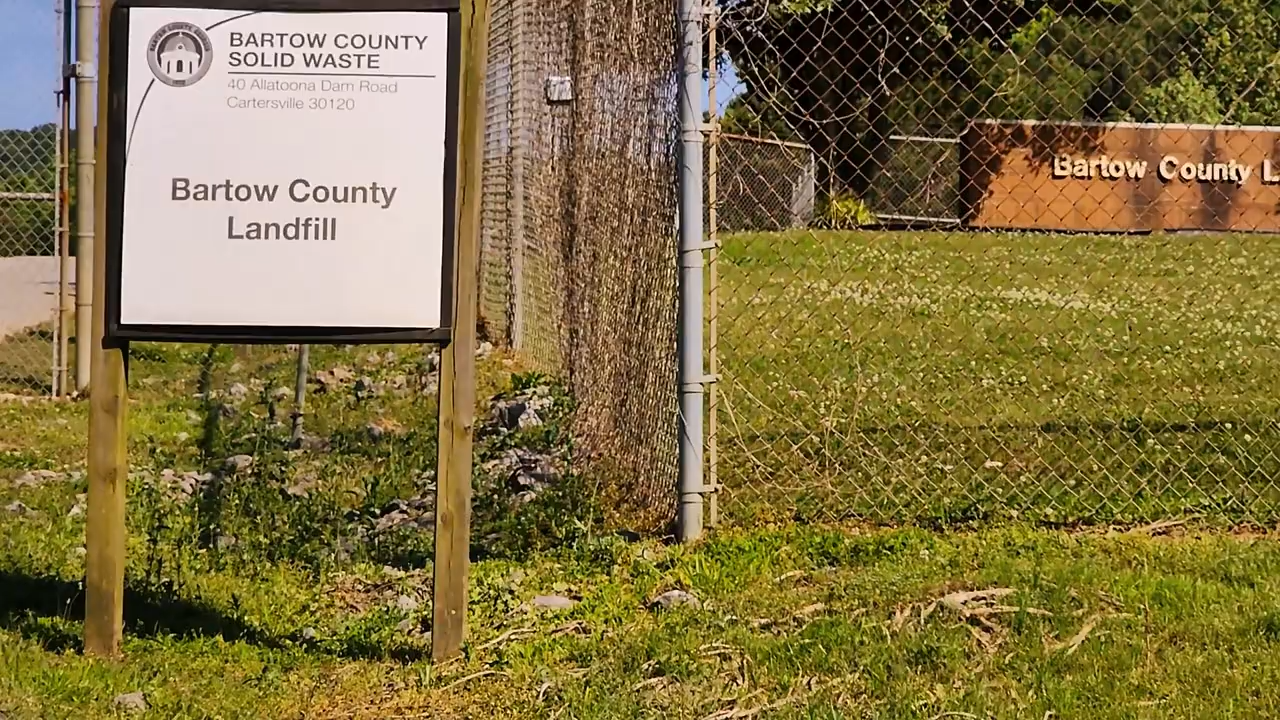 BARTOW COUNTY
SOLID WASTE
40 Allatoona Dam Road
Cartersville 30120
Bartow County
Landfill
Bartow County L